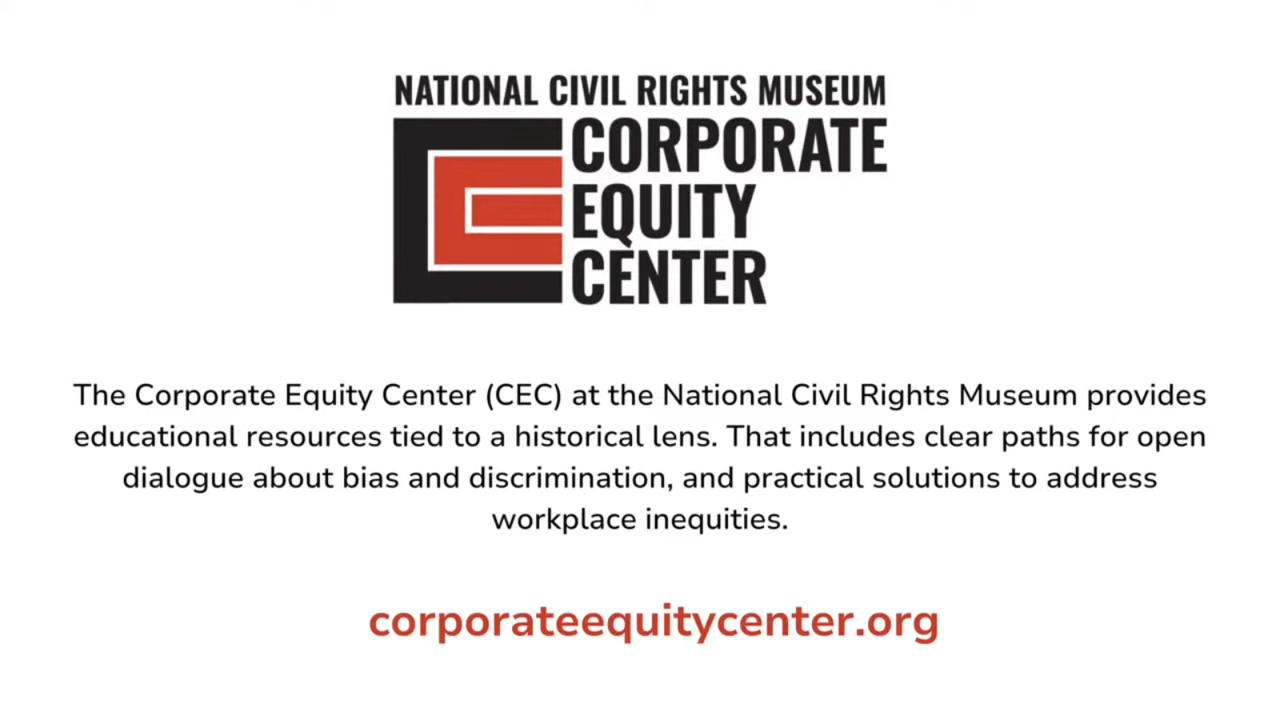 NATIONAL CIVIL RIGHTS MUSEUM
CORPORATE
EQUITY
CENTER
The Corporate Equity Center (CEC) at the National Civil Rights Museum provides
educational resources tied to a historical lens. That includes clear paths for open
dialogue about bias and discrimination, and practical solutions to address
workplace inequities.
corporateequitycenter.org